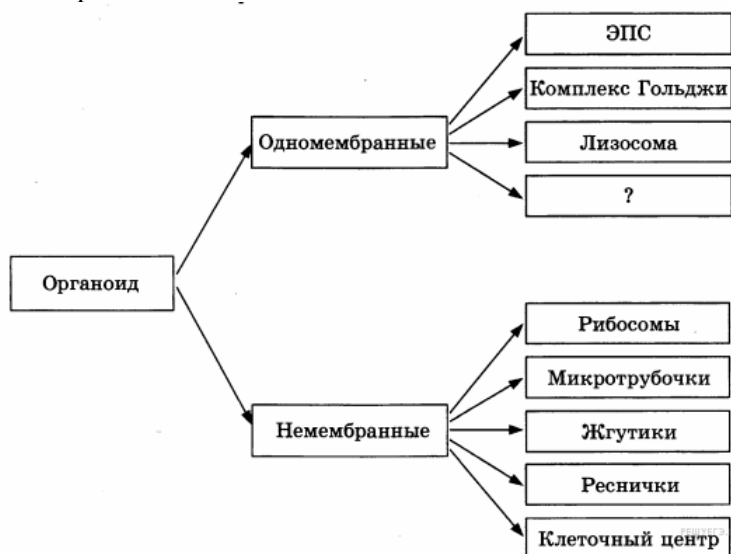 ЭПС
Комплекс Гольджи
Одномембранные
Лизосома
?
Органоид
Рибосомы
Микротрубочки
Немембранные
Жгутики
Реснички
Клеточный центр